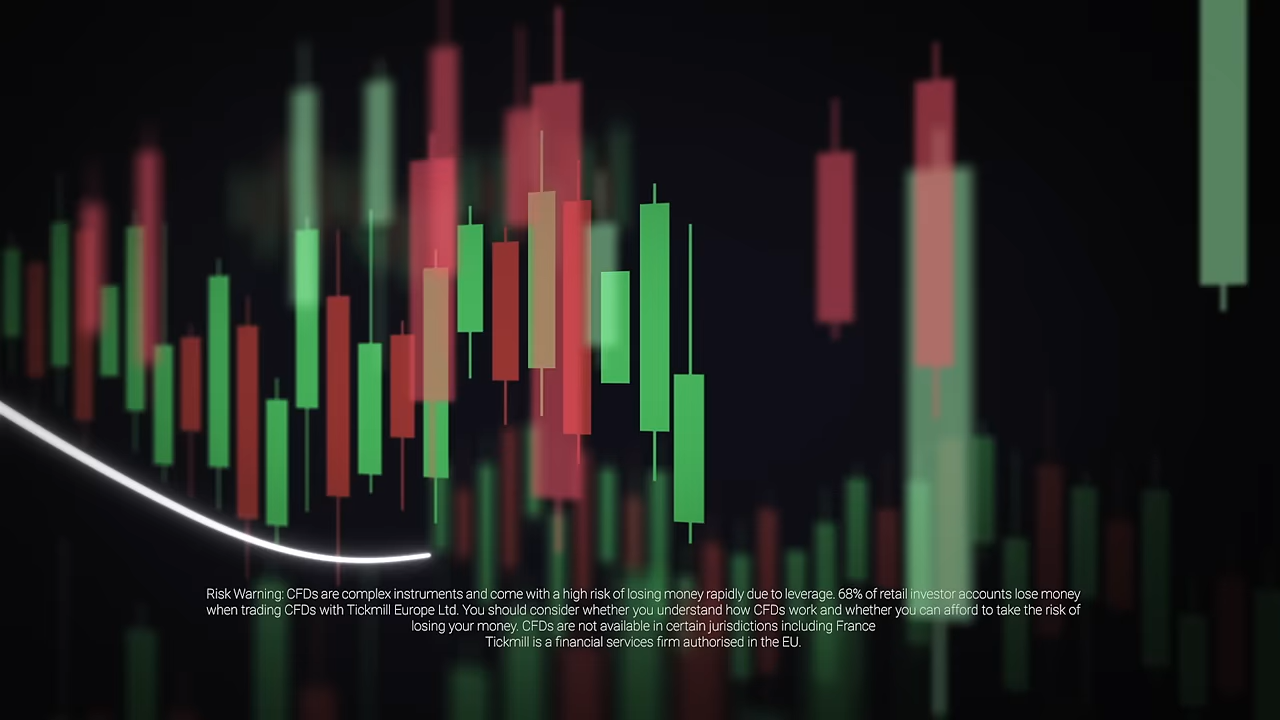 Risk Warning: CFDs are complex instruments and come with a high risk of losing money rapidly due to leverage. 68% of retail investor accounts lose money
when trading CFDs with Tickmill Europe Ltd. You should consider whether you understand how CFDs work and whether you can afford to take the risk of
losing your money. CFDs are not available in certain jurisdictions including France
Tickmill is a financial services firm authorised in the EU.